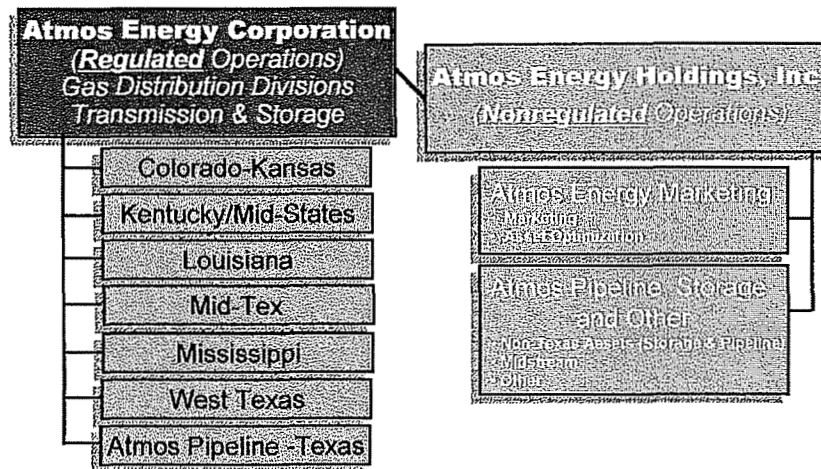 Atmos Energy Corporation
(Regulated Operations)
Gas Distribution Divisions
Transmission & Storage
Colorado-Kansas
Kentucky/Mid-States
Louisiana
Mid-Tex
Mississippi
West Texas
Atmos Pipeline -Texas
Atmos Energy Holdings, Inc
(Nonregulated Operations)
Atmos Energy Marketing
Marketing
Asset Optimization
Atmos Pipeline, Storage
and Other
Non-Texas Assets (Storage & Pipeline)
Midstream
Other